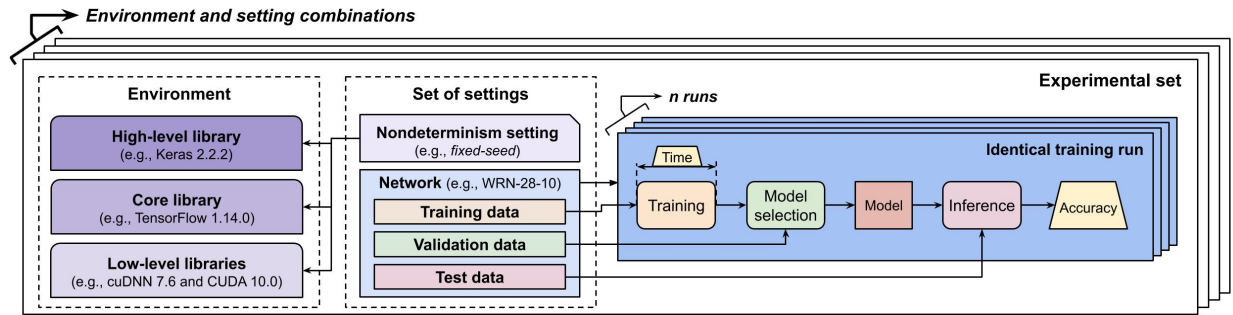 Environment and setting combinations
Experimental set
Environment
High-level library
(e.g., Keras 2.2.2)
Core library
(e.g., TensorFlow 1.14.0)
Low-level libraries
(e.g., cuDNN 7.6 and CUDA 10.0)
Set of settings
Nondeterminism setting
(e.g., fixed-seed)
Network (e.g., WRN-28-10)
Training data
Validation data
Test data
n runs
Identical training run
Time
Training
Model
selection
Model
Inference
Accuracy